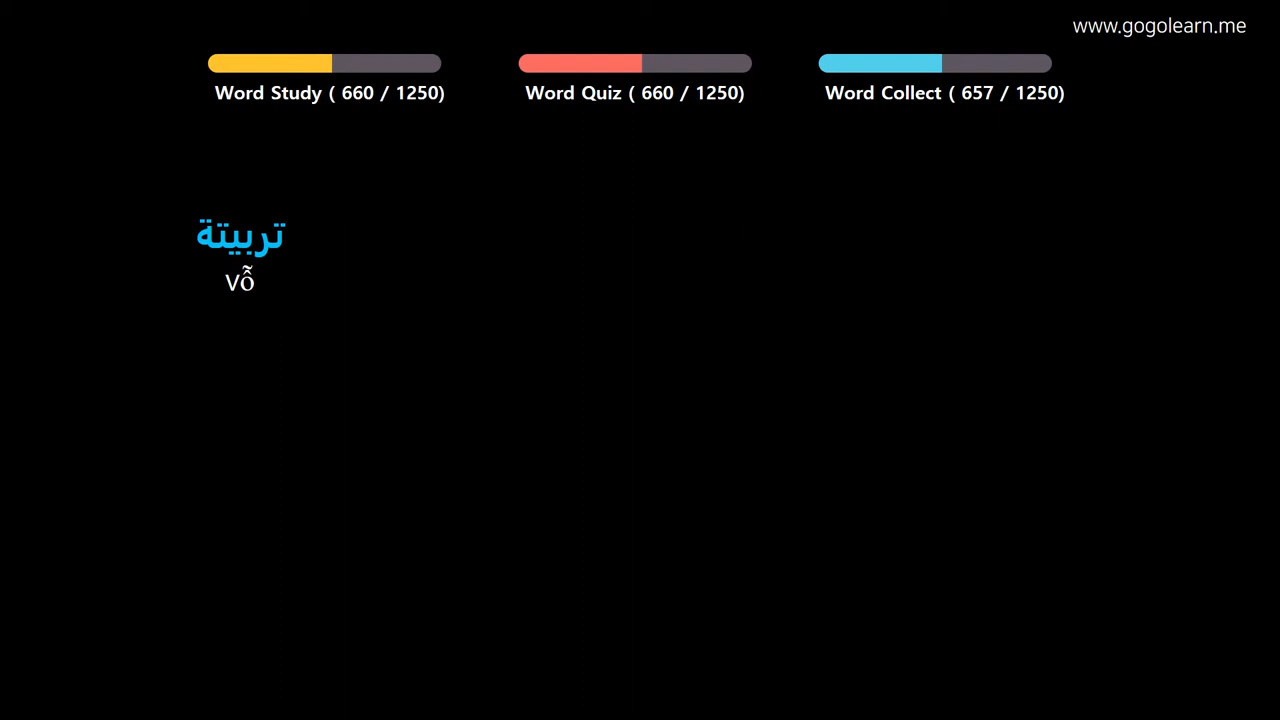 www.gogolearn.me
Word Study ( 660 / 1250)
Word Quiz ( 660 / 1250)
Word Collect ( 657 / 1250)
تربيتة
Vỗ